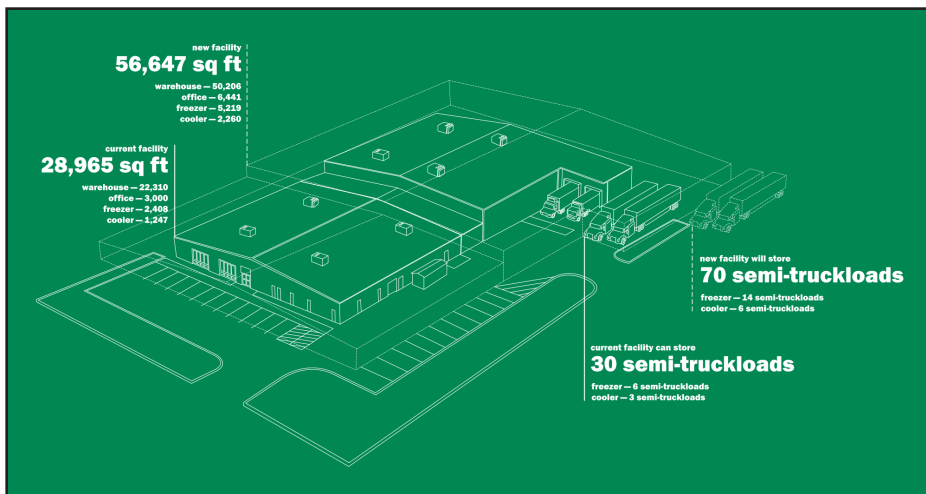 new facility
56,647 sq ft
warehouse — 50,206
office — 6,441
freezer — 5,219
cooler — 2,260
current facility
28,965 sq ft
warehouse — 22,310
office — 3,000
freezer — 2,408
cooler — 1,247
new facility will store
70 semi-truckloads
freezer — 14 semi-truckloads
cooler — 6 semi-truckloads
current facility can store
30 semi-truckloads
freezer — 6 semi-truckloads
cooler — 3 semi-truckloads